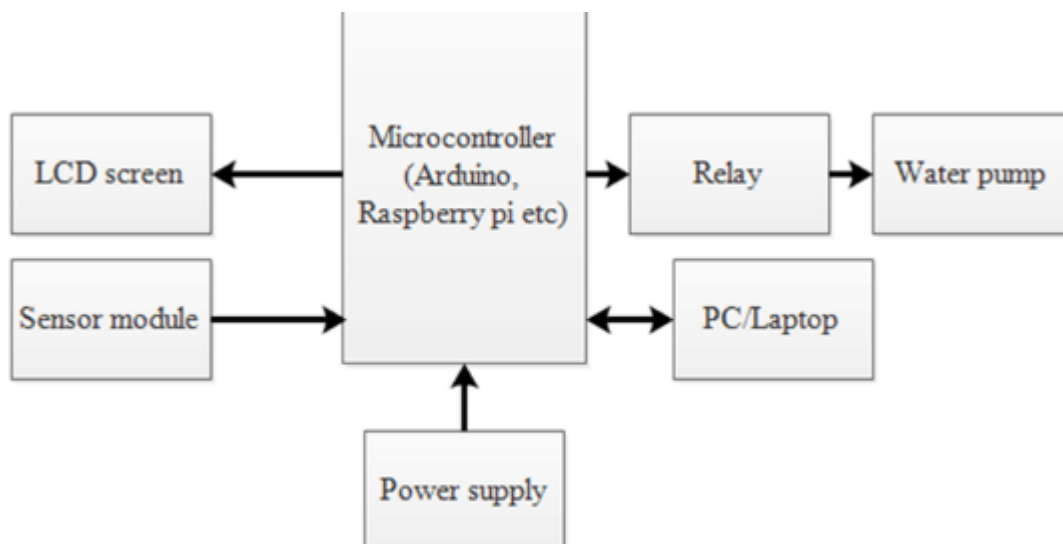 Microcontroller
(Arduino,
Raspberry pi etc)
LCD screen
Relay
Water pump
Sensor module
PC/Laptop
Power supply